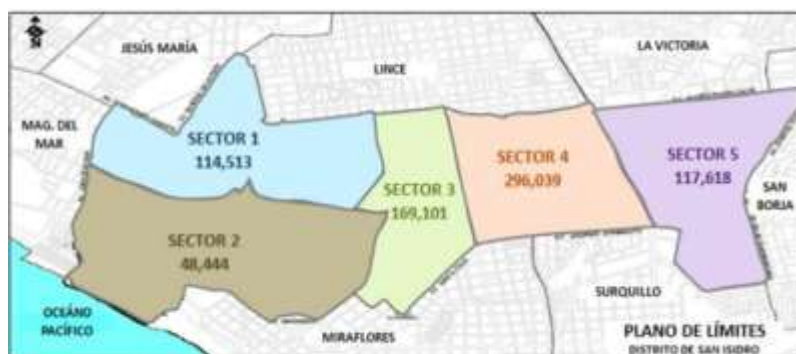 JESÚS MARÍA
LA VICTORIA
LINCE
MAG. DEL
MAR
SECTOR 1
114,513
SECTOR 4
296,039
SECTOR 5
117,618
SECTOR 3
169,101
SAN
BORJA
SECTOR 2
48,444
SURQUILLO
OCEÁNO
PACÍFICO
MIRAFLORES
PLANO DE LÍMITES
DISTRITO DE SAN ISIDRO